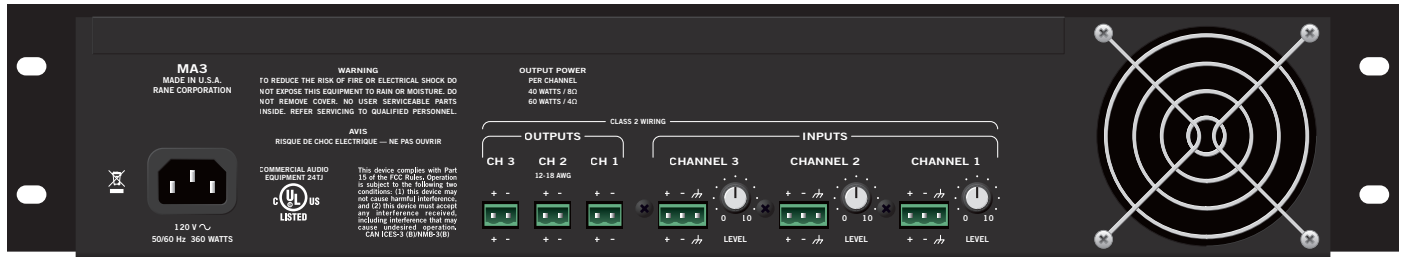 MA3
MADE IN U.S.A.
RANE CORPORATION
WARNING
TO REDUCE THE RISK OF FIRE OR ELECTRICAL SHOCK DO
NOT EXPOSE THIS EQUIPMENT TO RAIN OR MOISTURE. DO
NOT REMOVE COVER. NO USER SERVICEABLE PARTS
INSIDE. REFER SERVICING TO QUALIFIED PERSONNEL.
AVIS
RISQUE DE CHOC ELECTRIQUE — NE PAS OUVRIR
OUTPUT POWER
PER CHANNEL
40 WATTS / 8Ω
60 WATTS / 4Ω
120 V
50/60 Hz 360 WATTS
COMMERCIAL AUDIO
EQUIPMENT 24TJ
C UL US
LISTED
This device complies with Part
15 of the FCC Rules. Operation
is subject to the following two
conditions: (1) this device may
not cause harmful interference,
and (2) this device must accept
any interference received,
including interference that may
cause undesired operation.
CAN ICES-3 (B)/NMB-3(B)
CLASS 2 WIRING
OUTPUTS
INPUTS
CH 3 CH 2 CH 1
12-18 AWG
CHANNEL 3 CHANNEL 2 CHANNEL 1
+ - + - + - + - + - + -
0 10 0 10 0 10
+ - + - + - + - LEVEL + - LEVEL + - LEVEL